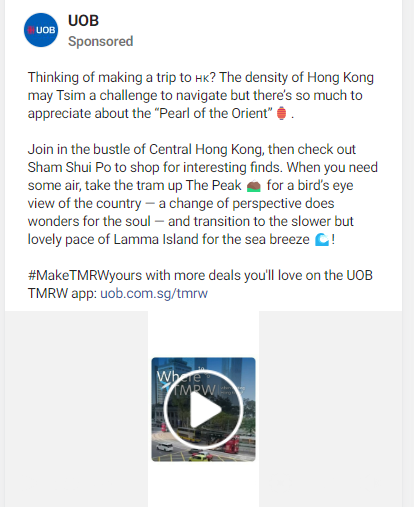 UOB
UOB
Sponsored
Thinking of making a trip to ʜᴋ? The density of Hong Kong
may Tsim a challenge to navigate but there's so much to
appreciate about the “Pearl of the Orient” 🏮.
Join in the bustle of Central Hong Kong, then check out
Sham Shui Po to shop for interesting finds. When you need
some air, take the tram up The Peak ⛰️ for a bird's eye
view of the country — a change of perspective does
wonders for the soul — and transition to the slower but
lovely pace of Lamma Island for the sea breeze 🌊!
#MakeTMRWyours with more deals you'll love on the UOB
TMRW app: uob.com.sg/tmrw
Where
TMRW